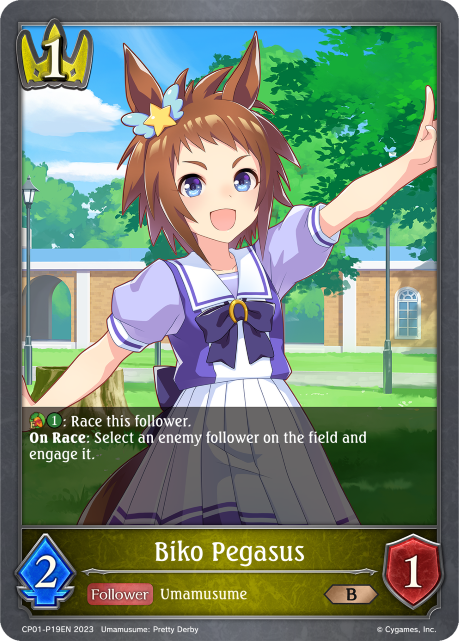 1
1: Race this follower.
On Race: Select an enemy follower on the field and
engage it.
Biko Pegasus
2
Follower Umamusume
B
1
CP01-P19EN 2023 Umamusume: Pretty Derby
© Cygames, Inc.